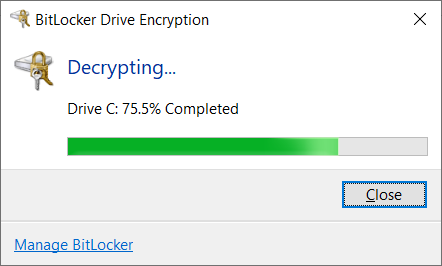 BitLocker Drive Encryption
Decrypting...
Drive C: 75.5% Completed
Close
Manage BitLocker